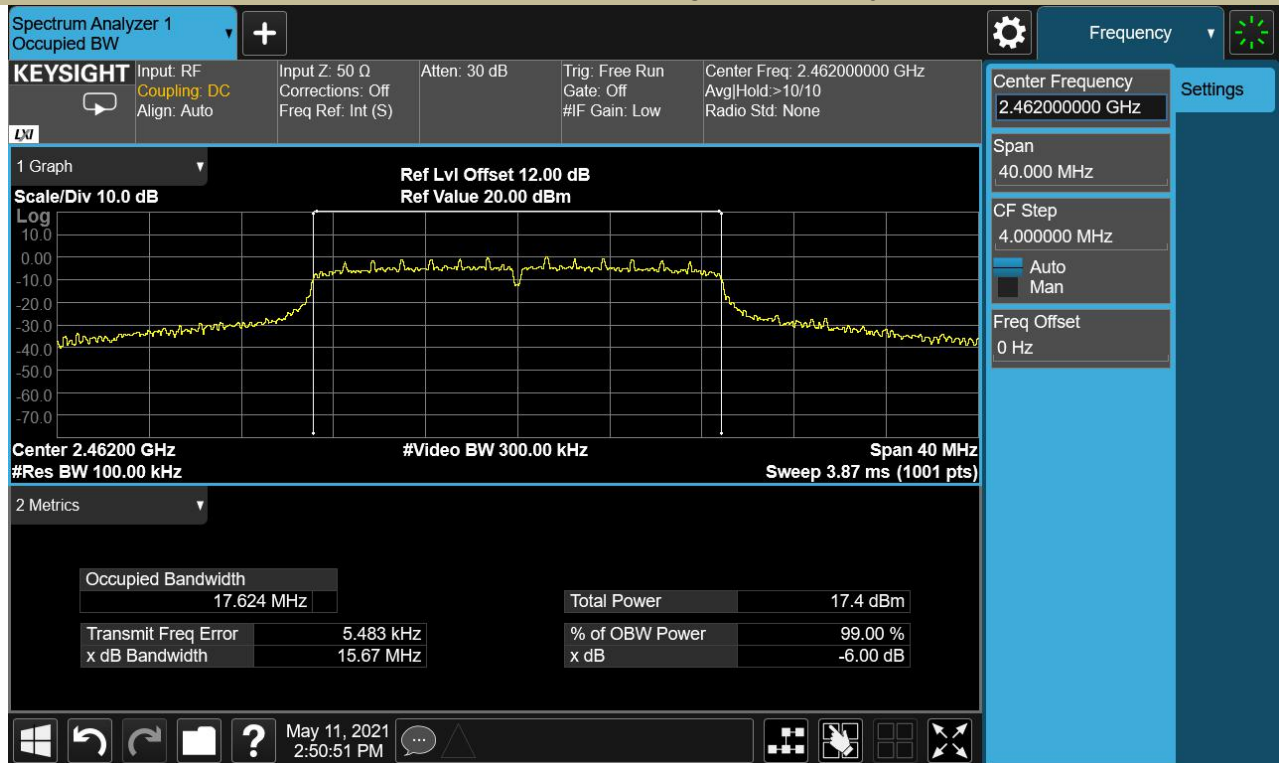 Spectrum Analyzer 1
Occupied BW
+
Frequency
KEYSIGHT
LXI
Input: RF
Coupling: DC
Align: Auto
Input Z: 50 Ω
Corrections: Off
Freq Ref: Int (S)
Atten: 30 dB
Trig: Free Run
Gate: Off
#IF Gain: Low
Center Freq: 2.462000000 GHz
Avg|Hold:>10/10
Radio Std: None
Center Frequency
2.462000000 GHz
Settings
Span
40.000 MHz
CF Step
4.000000 MHz
Auto
Man
Freq Offset
0 Hz
1 Graph
Scale/Div 10.0 dB
Ref Lvl Offset 12.00 dB
Ref Value 20.00 dBm
Log
10.0
0.00
-10.0
-20.0
-30.0
-40.0
-50.0
-60.0
-70.0
Center 2.46200 GHz
#Video BW 300.00 kHz
Span 40 MHz
#Res BW 100.00 kHz
Sweep 3.87 ms (1001 pts)
2 Metrics
Occupied Bandwidth
17.624 MHz
Total Power 17.4 dBm
Transmit Freq Error 5.483 kHz
% of OBW Power 99.00 %
x dB Bandwidth 15.67 MHz
x dB -6.00 dB
?
May 11, 2021
2:50:51 PM